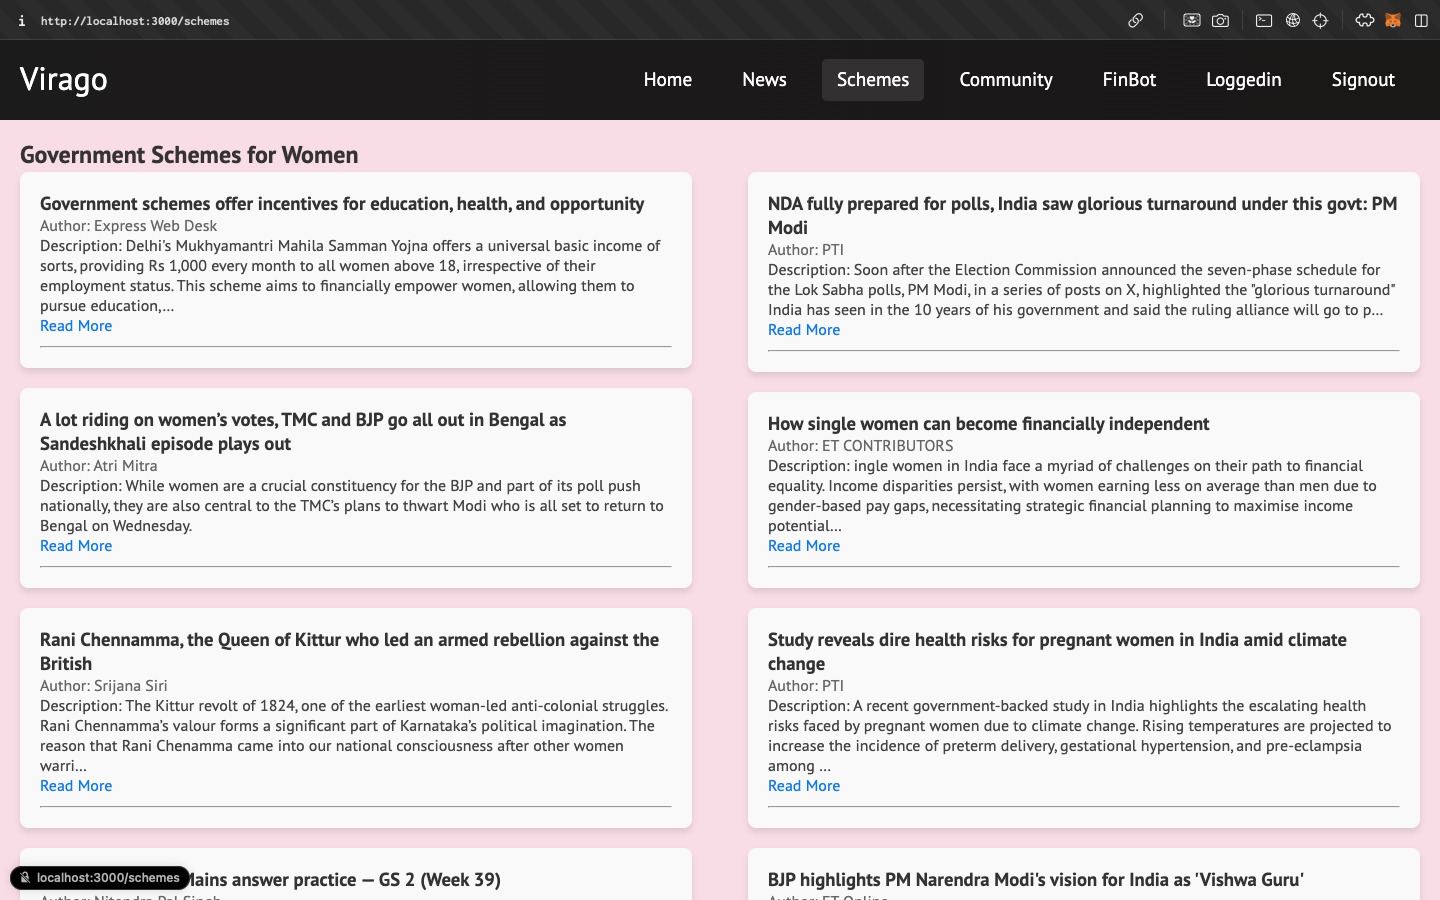 i http://localhost:3000/schemes
Virago
Home News Schemes Community FinBot Loggedin Signout
Government Schemes for Women
Government schemes offer incentives for education, health, and opportunity
Author: Express Web Desk
Description: Delhi's Mukhyamantri Mahila Samman Yojna offers a universal basic income of
sorts, providing Rs 1,000 every month to all women above 18, irrespective of their
employment status. This scheme aims to financially empower women, allowing them to
pursue education,...
Read More
NDA fully prepared for polls, India saw glorious turnaround under this govt: PM
Modi
Author: PTI
Description: Soon after the Election Commission announced the seven-phase schedule for
the Lok Sabha polls, PM Modi, in a series of posts on X, highlighted the "glorious turnaround"
India has seen in the 10 years of his government and said the ruling alliance will go to p...
Read More
A lot riding on women’s votes, TMC and BJP go all out in Bengal as
Sandeshkhali episode plays out
Author: Atri Mitra
Description: While women are a crucial constituency for the BJP and part of its poll push
nationally, they are also central to the TMC’s plans to thwart Modi who is all set to return to
Bengal on Wednesday.
Read More
How single women can become financially independent
Author: ET CONTRIBUTORS
Description: ingle women in India face a myriad of challenges on their path to financial
equality. Income disparities persist, with women earning less on average than men due to
gender-based pay gaps, necessitating strategic financial planning to maximise income
potential...
Read More
Rani Chennamma, the Queen of Kittur who led an armed rebellion against the
British
Author: Srijana Siri
Description: The Kittur revolt of 1824, one of the earliest woman-led anti-colonial struggles.
Rani Chennamma’s valour forms a significant part of Karnataka’s political imagination. The
reason that Rani Chenamma came into our national consciousness after other women
warri...
Read More
Study reveals dire health risks for pregnant women in India amid climate
change
Author: PTI
Description: A recent government-backed study in India highlights the escalating health
risks faced by pregnant women due to climate change. Rising temperatures are projected to
increase the incidence of preterm delivery, gestational hypertension, and pre-eclampsia
among ...
Read More
Mains answer practice — GS 2 (Week 39)
BJP highlights PM Narendra Modi's vision for India as 'Vishwa Guru'
localhost:3000/schemes